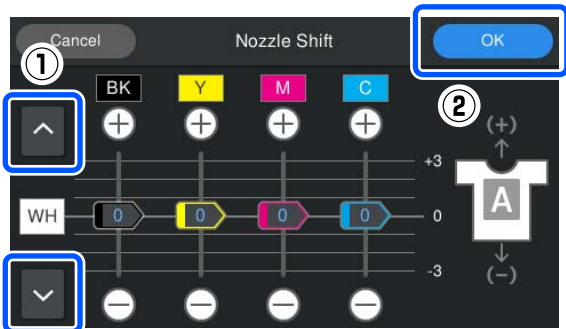 Cancel Nozzle Shift OK
①
BK Y M C
②
(+)
+3
A
WH 0 0 0 0 0
-3
(−)